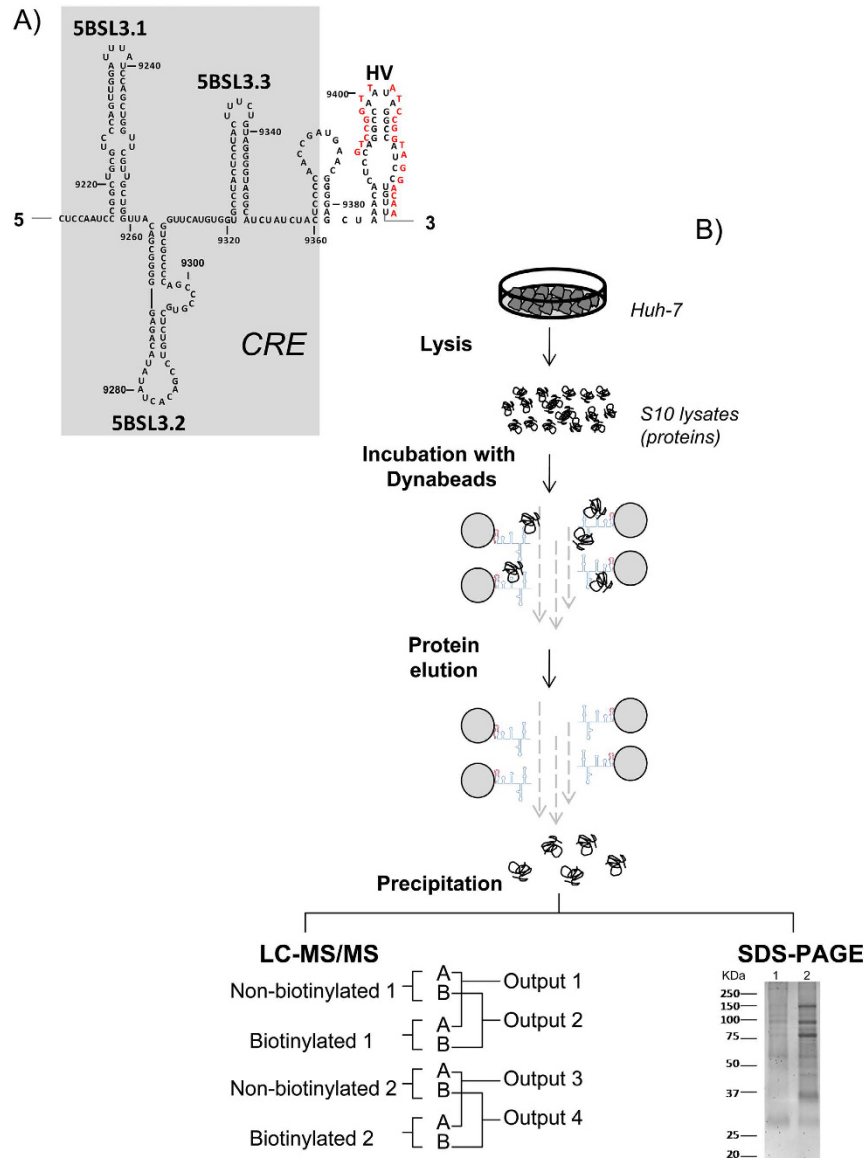 A)
5BSL3.1
9240
5BSL3.3
HV
9400
9340
9220
9380
5
CUCCAAUCC
UUA
GGUUCAUGUG
AUCUAUCU
G C U
3
9260
9320
9360
9300
CRE
9280
5BSL3.2
B)
Huh-7
Lysis
S10 lysates
(proteins)
Incubation with
Dynabeads
Protein
elution
Precipitation
LC-MS/MS
SDS-PAGE
Non-biotinylated 1
A
B
Output 1
Biotinylated 1
A
B
Output 2
Non-biotinylated 2
A
B
Output 3
Biotinylated 2
A
B
Output 4
KDa
1 2
250
150
100
75
50
37
25
20